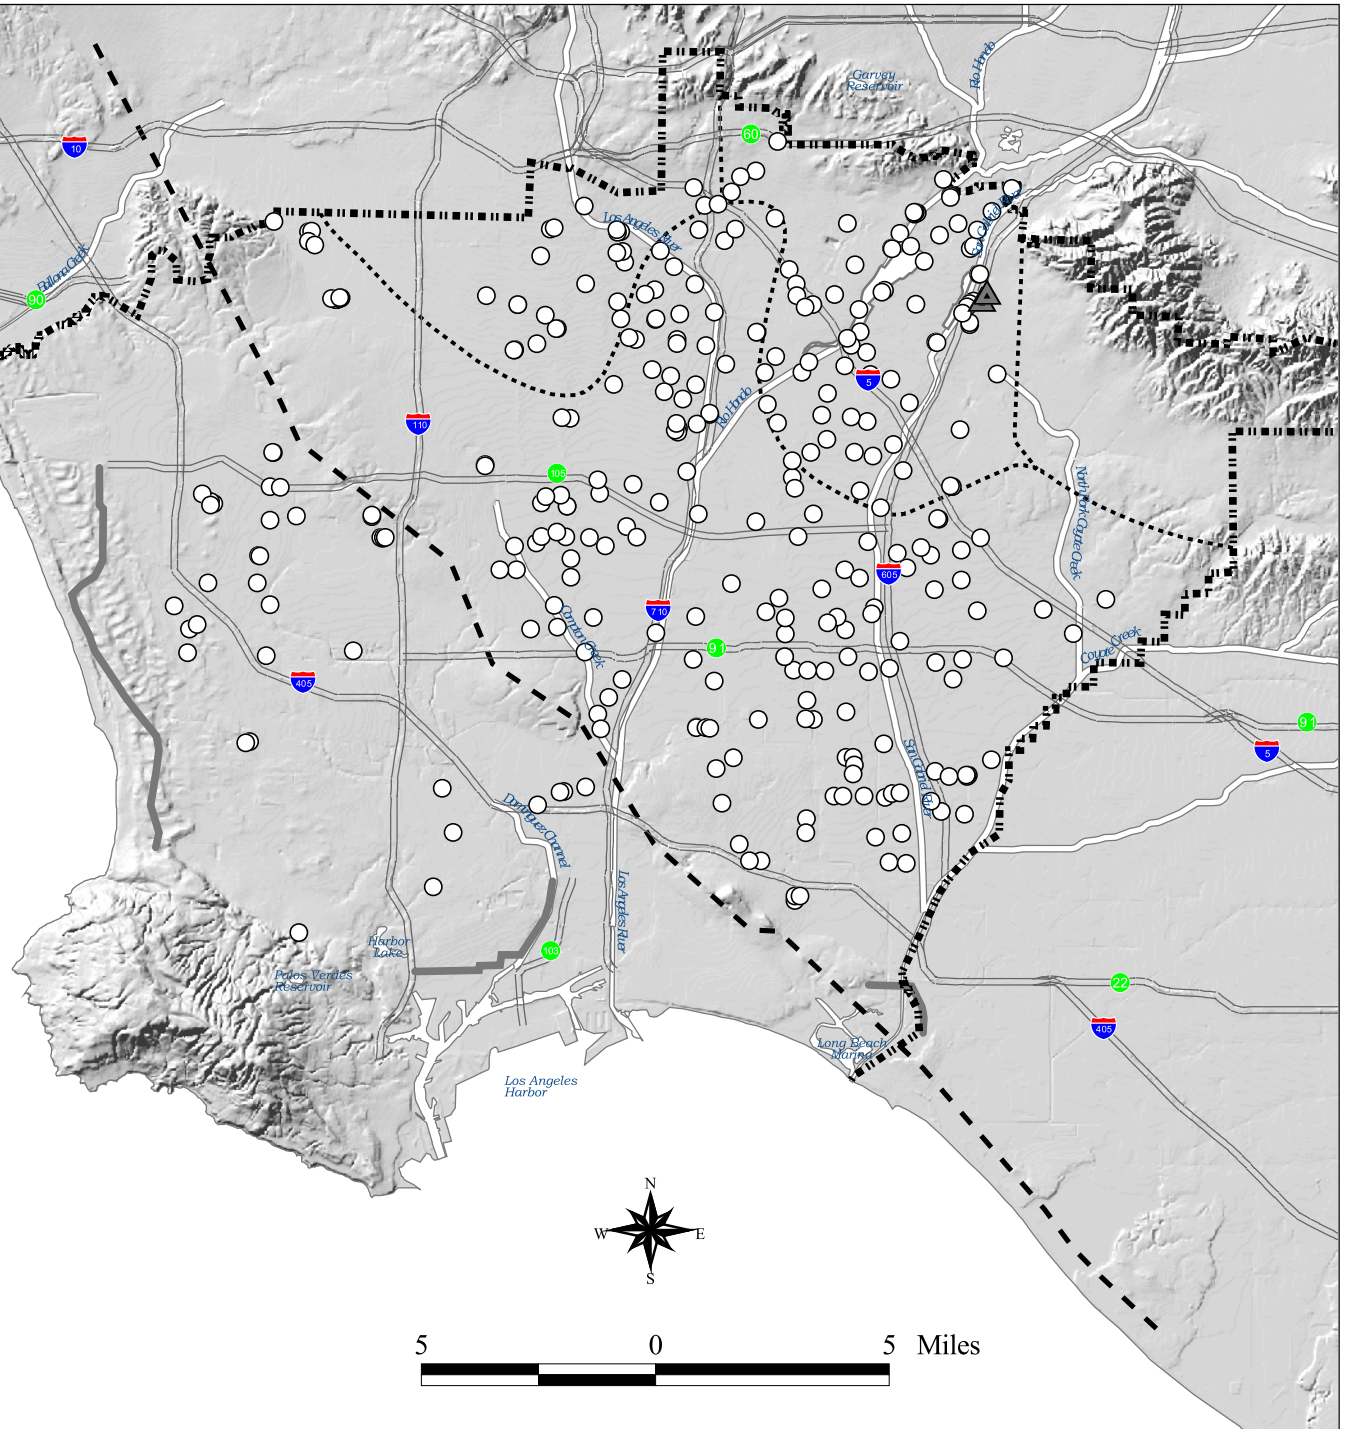 Rio Hondo
Garvey
Reservoir
60
10
Los Angeles River
San Gabriel River
Ballona Creek
90
5
Rio Hondo
110
105
North Fork Coyote Creek
605
710
Compton Creek
91
Coyote Creek
405
91
5
San Gabriel River
Dominguez Channel
Los Angeles River
Harbor
Lake
103
Palos Verdes
Reservoir
22
405
Long Beach
Marina
Los Angeles
Harbor
N
W E
S
5 0 5 Miles